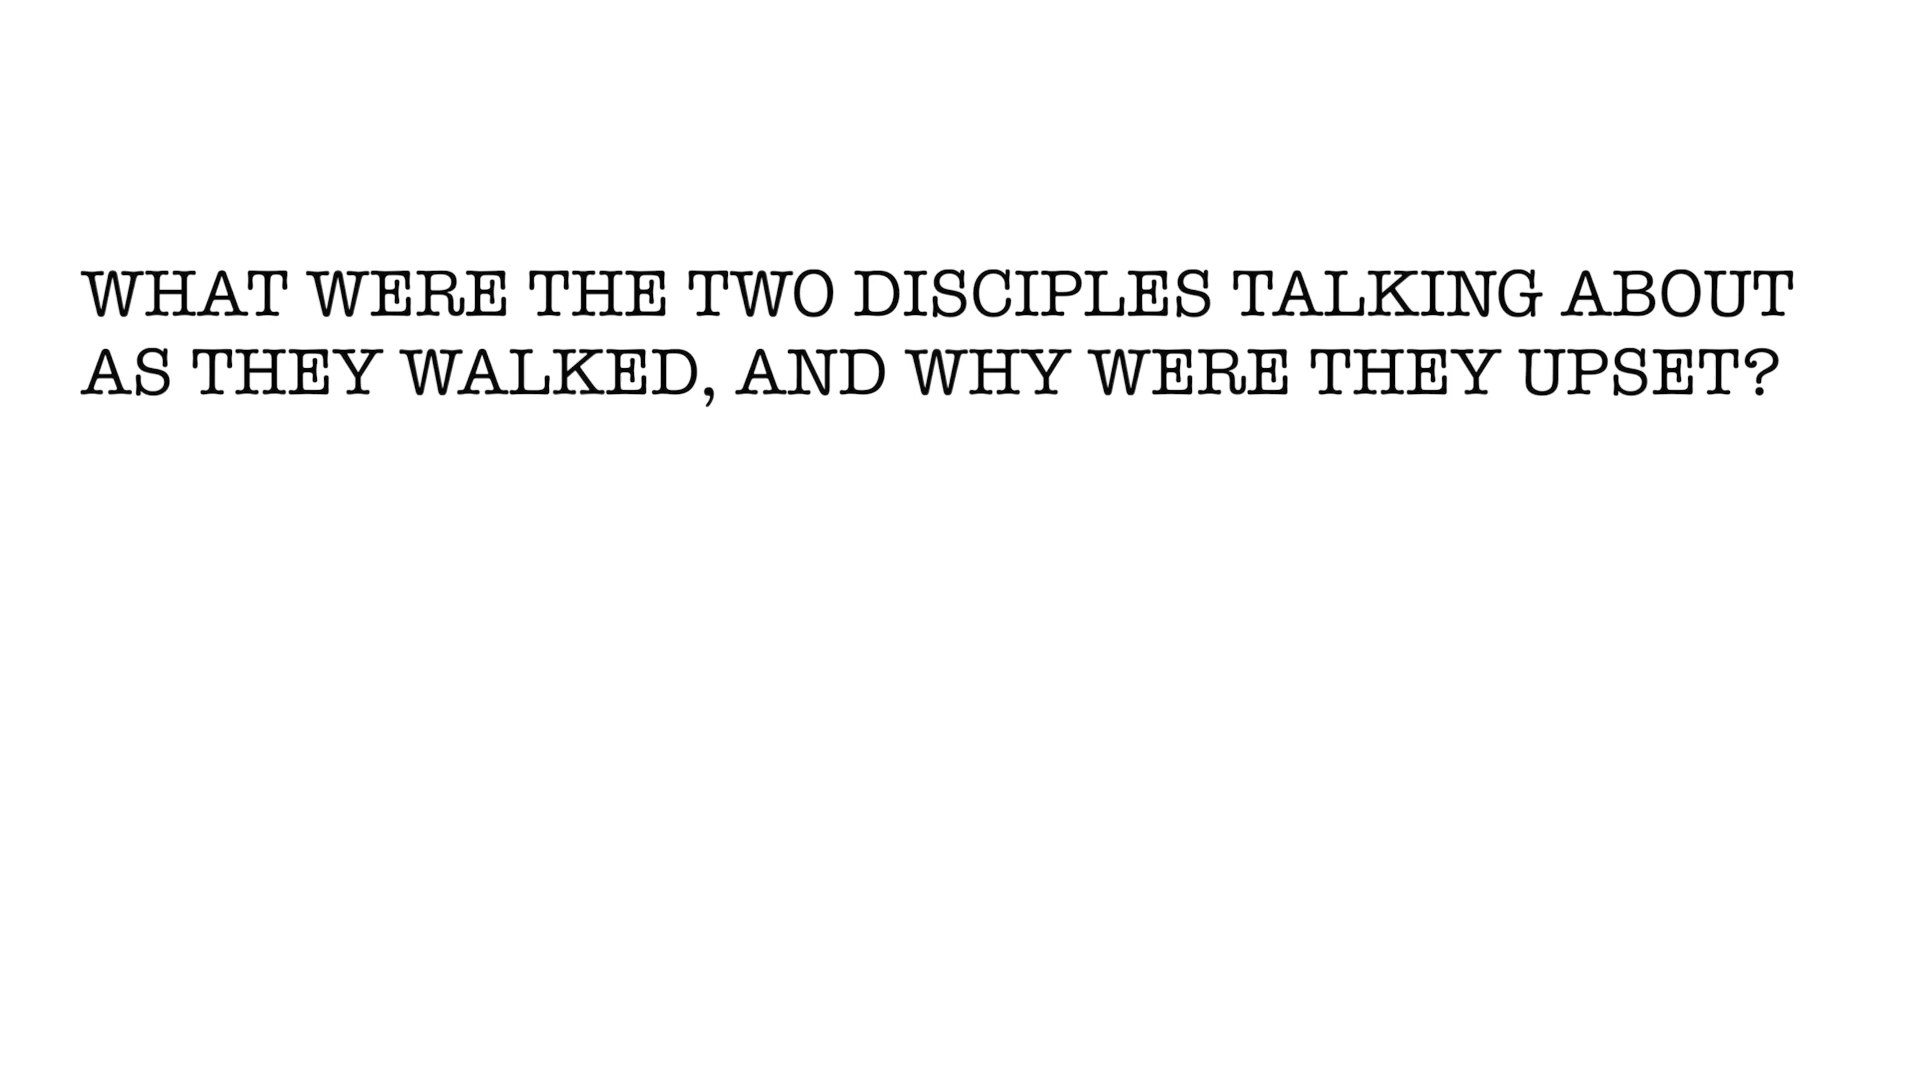 WHAT WERE THE TWO DISCIPLES TALKING ABOUT
AS THEY WALKED, AND WHY WERE THEY UPSET?